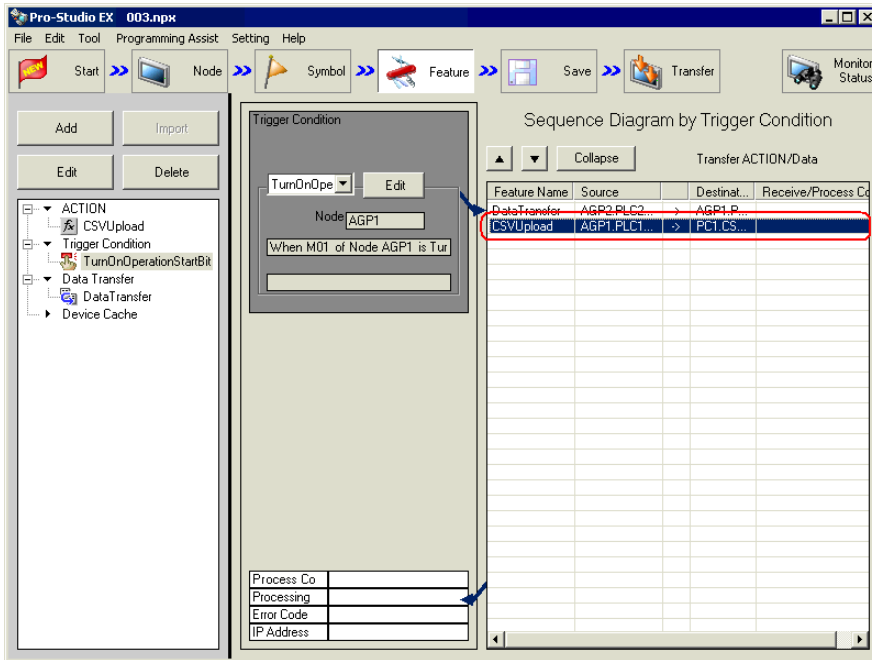 Pro-Studio EX 003.npx
File Edit Tool Programming Assist Setting Help
NEW Start Node Symbol Feature Save Transfer Monitor Status
Add Import
Edit Delete
ACTION
CSVUpload
Trigger Condition
TurnOnOperationStartBit
Data Transfer
DataTransfer
Device Cache
Trigger Condition
TurnOnOpe Edit
Node AGP1
When M01 of Node AGP1 is Tur
Process Co
Processing
Error Code
IP Address
Sequence Diagram by Trigger Condition
Collapse Transfer ACTION/Data
Feature Name Source Destinat... Receive/Process Co
DataTransfer AGP2.PLC2... -> AGP1.P...
CSVUpload AGP1.PLC1... -> PC1.CS...